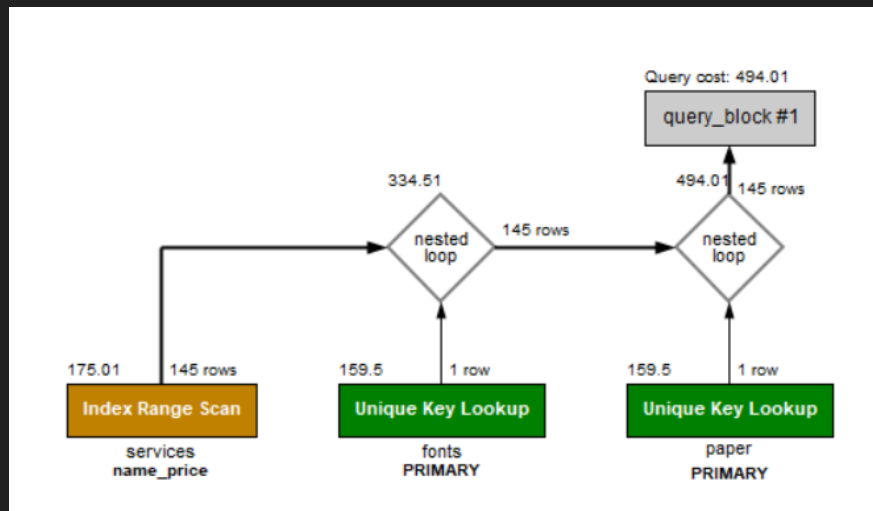 Query cost: 494.01
query_block #1
334.51
494.01
145 rows
nested
loop
145 rows
nested
loop
175.01
145 rows
159.5
1 row
159.5
1 row
Index Range Scan
Unique Key Lookup
Unique Key Lookup
services
fonts
paper
name_price
PRIMARY
PRIMARY